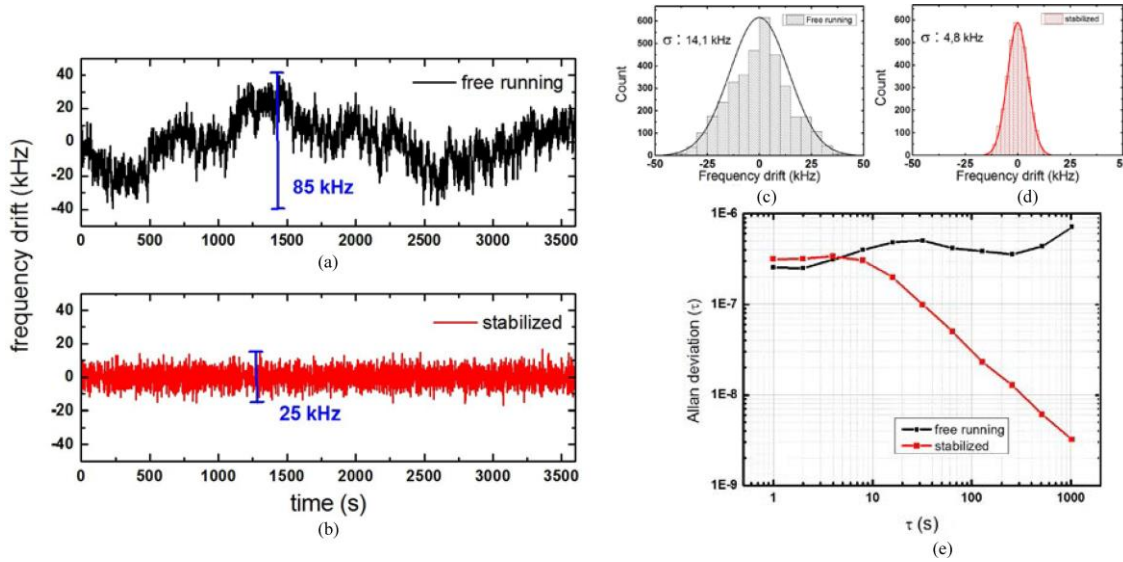 frequency drift (kHz)
40
20
0
-20
-40
free running
85 kHz
0 500 1000 1500 2000 2500 3000 3500
(a)
40
20
0
-20
-40
stabilized
25 kHz
0 500 1000 1500 2000 2500 3000 3500
time (s)
(b)
Count
600
500
400
300
200
100
0
Free running
σ : 14,1 kHz
-50 -25 0 25 50
Frequency drift (kHz)
(c)
Count
600
500
400
300
200
100
0
stabilized
σ : 4,8 kHz
-50 -25 0 25 50
Frequency drift (kHz)
(d)
Allan deviation (τ)
1E-6
1E-7
1E-8
1E-9
free running
stabilized
1 10 100 1000
τ (s)
(e)